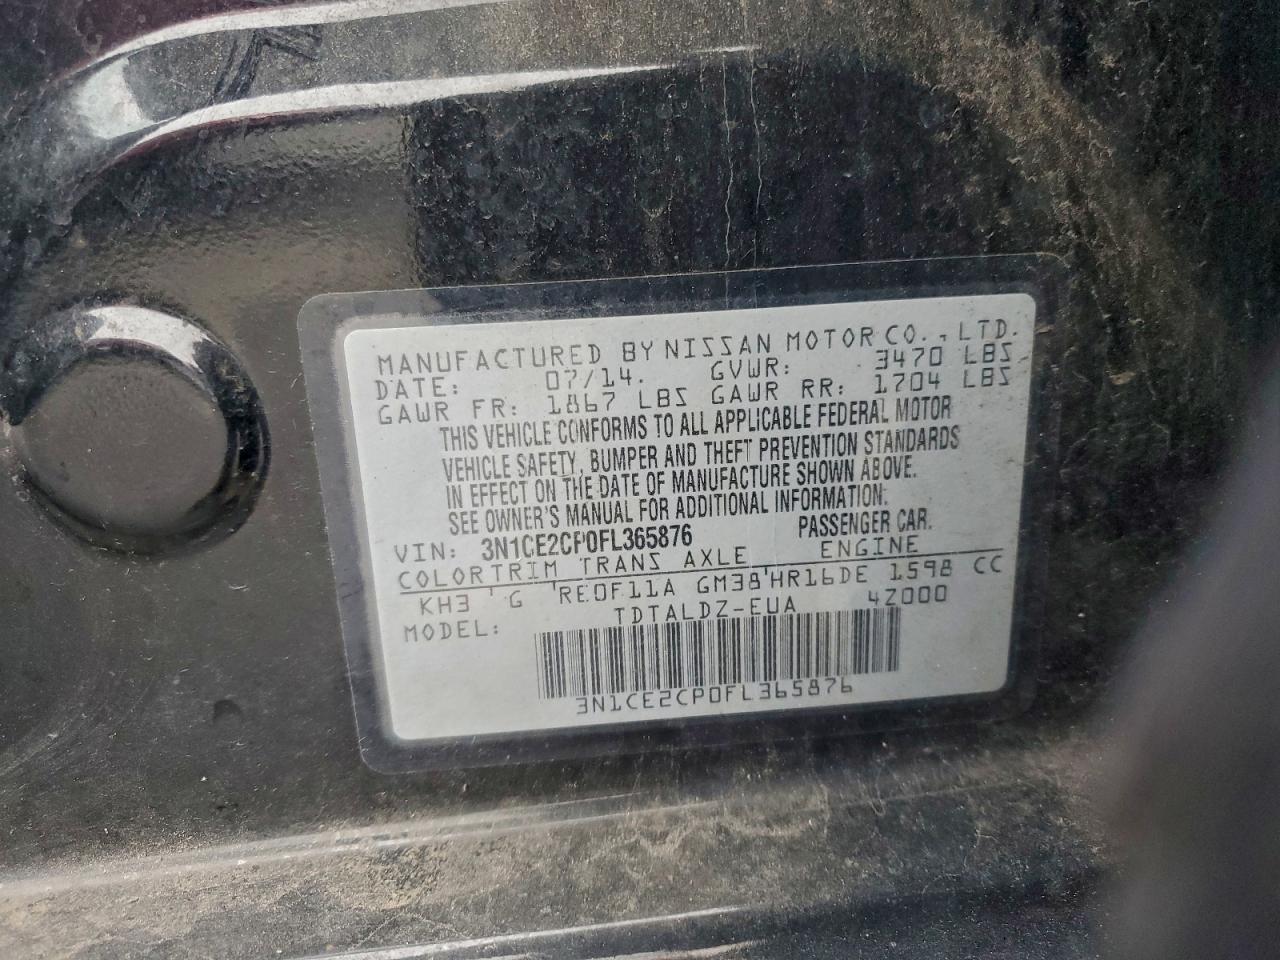 MANUFACTURED BY NISSAN MOTOR CO., LTD.
DATE: 07/14. GVWR: 3470 LBS
GAWR FR: 1867 LBS GAWR RR: 1704 LBS
THIS VEHICLE CONFORMS TO ALL APPLICABLE FEDERAL MOTOR
VEHICLE SAFETY, BUMPER AND THEFT PREVENTION STANDARDS
IN EFFECT ON THE DATE OF MANUFACTURE SHOWN ABOVE.
SEE OWNER'S MANUAL FOR ADDITIONAL INFORMATION.
VIN: 3N1CE2CP0FL365876 PASSENGER CAR.
COLOR TRIM TRANS AXLE ENGINE
KH3 G RE0F11A GM38 HR16DE 1598 CC
MODEL: TDTALDZ-EUA 4Z000
3N1CE2CP0FL365876